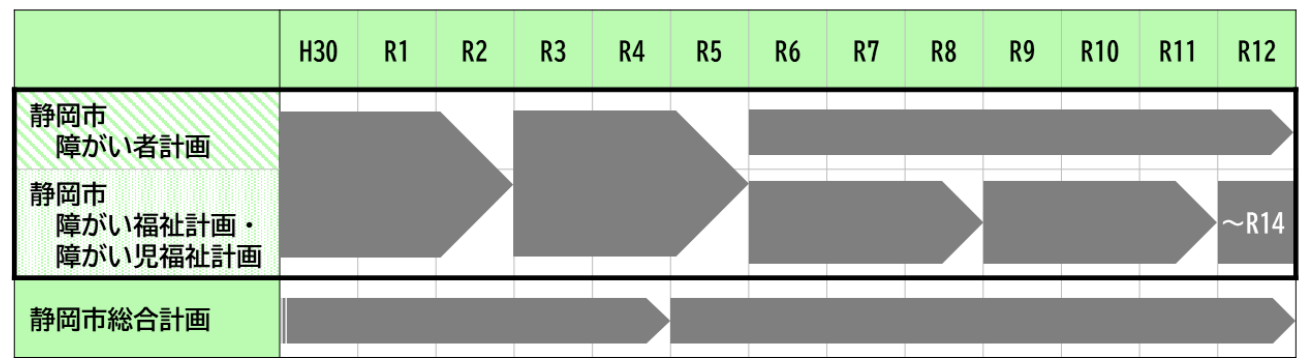 H30 R1 R2 R3 R4 R5 R6 R7 R8 R9 R10 R11 R12
静岡市
障がい者計画
静岡市
障がい福祉計画・
障がい児福祉計画
～R14
静岡市総合計画